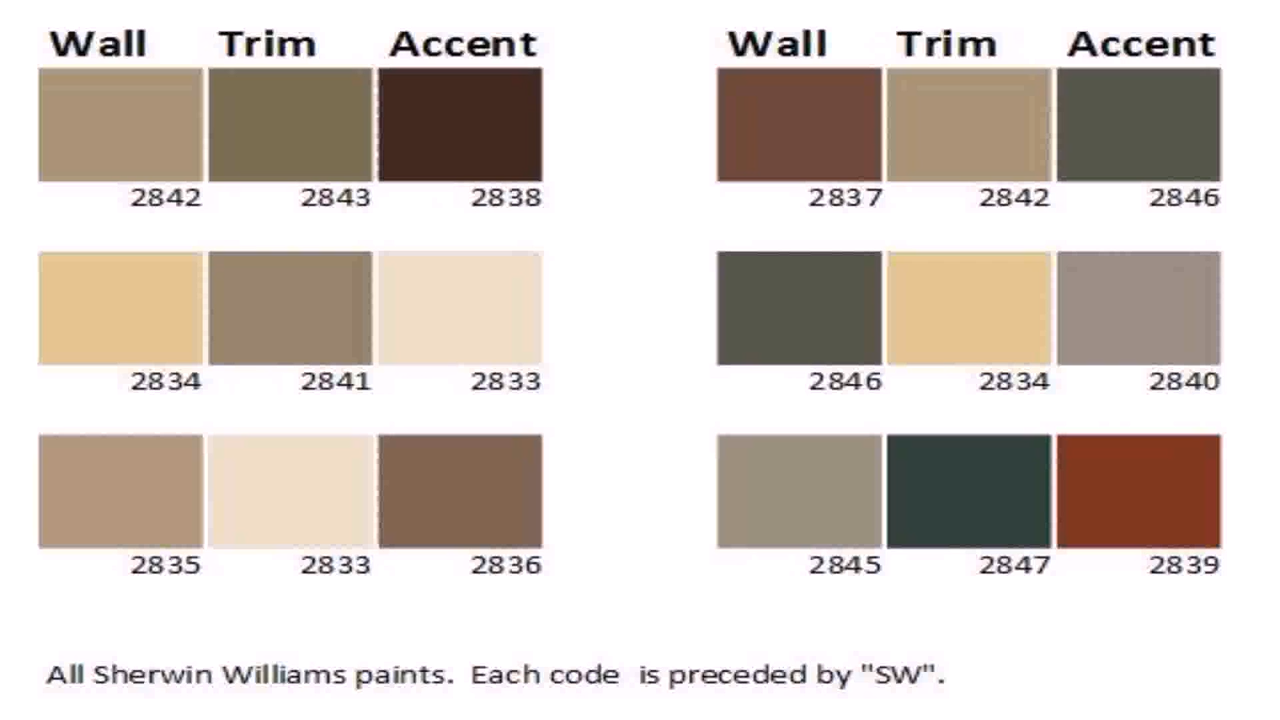 Wall Trim Accent Wall Trim Accent
2842 2843 2838 2837 2842 2846
2834 2841 2833 2846 2834 2840
2835 2833 2836 2845 2847 2839
All Sherwin Williams paints. Each code is preceded by "SW".